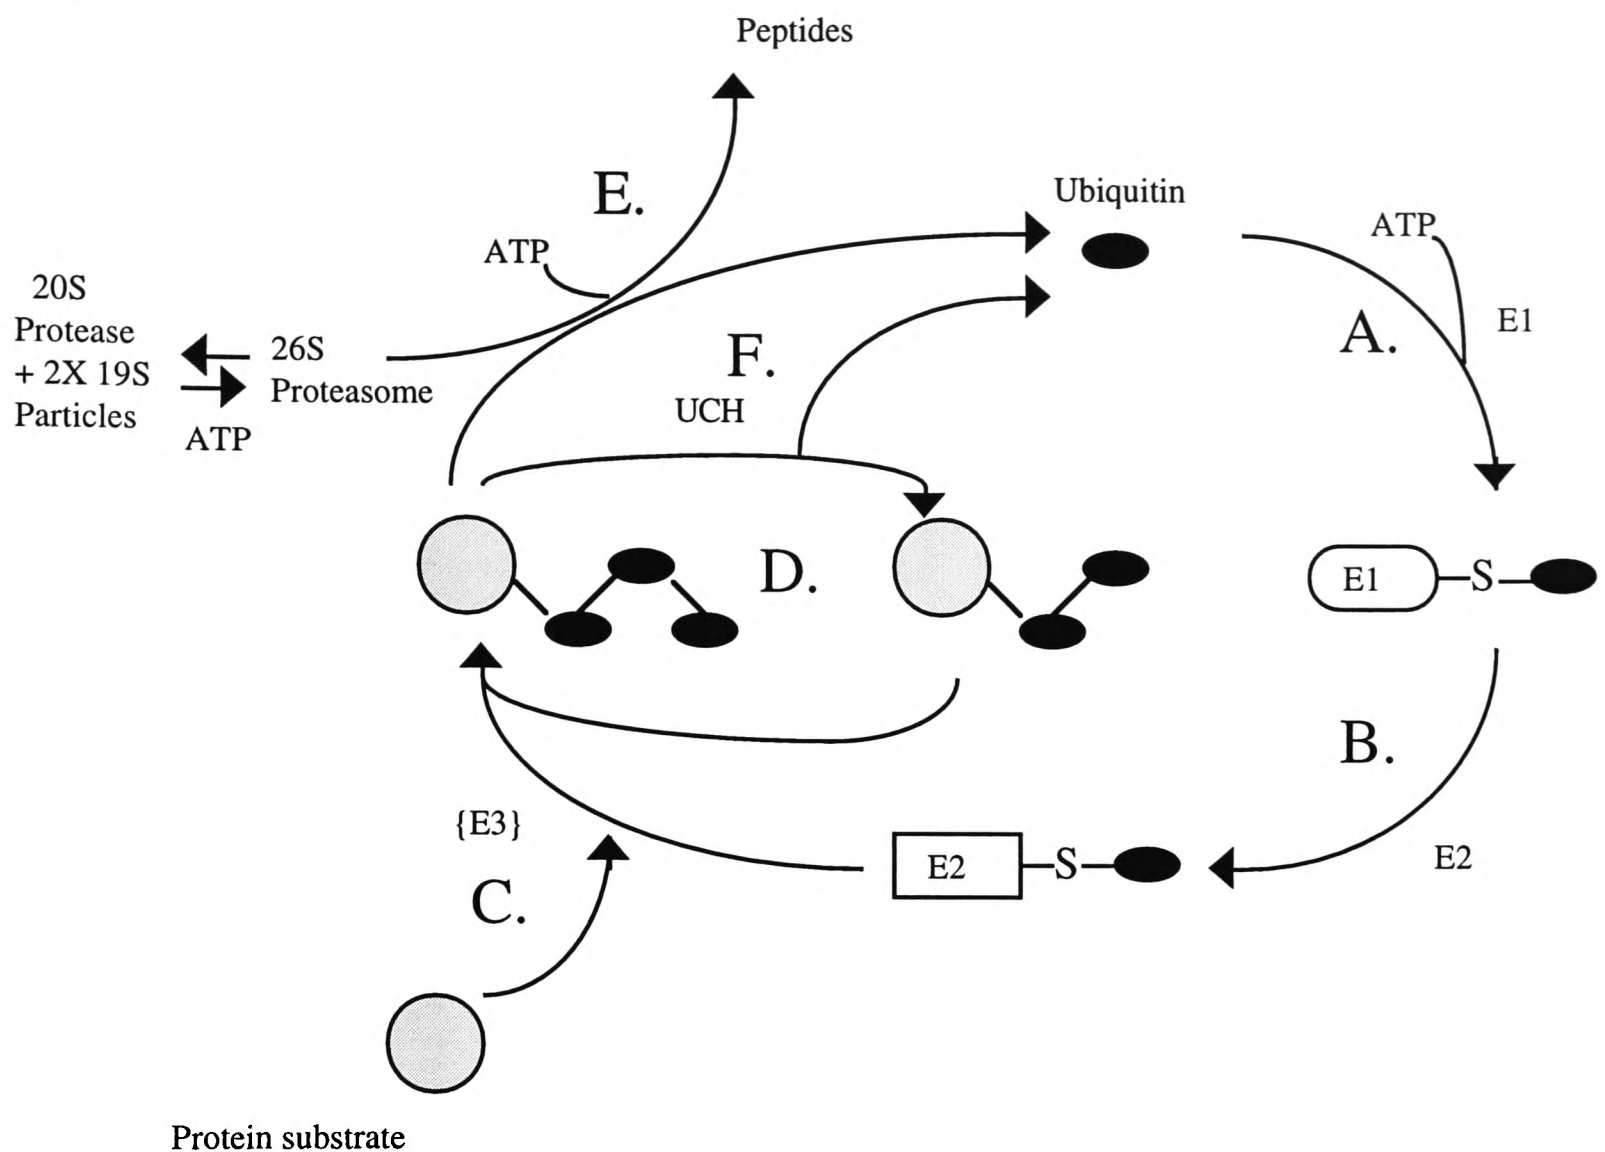 Peptides
E.
Ubiquitin
ATP
ATP
20S
Protease
+ 2X 19S
Particles
26S
Proteasome
ATP
F.
UCH
A.
E1
D.
E1
S
B.
{E3}
E2
S
E2
C.
Protein substrate